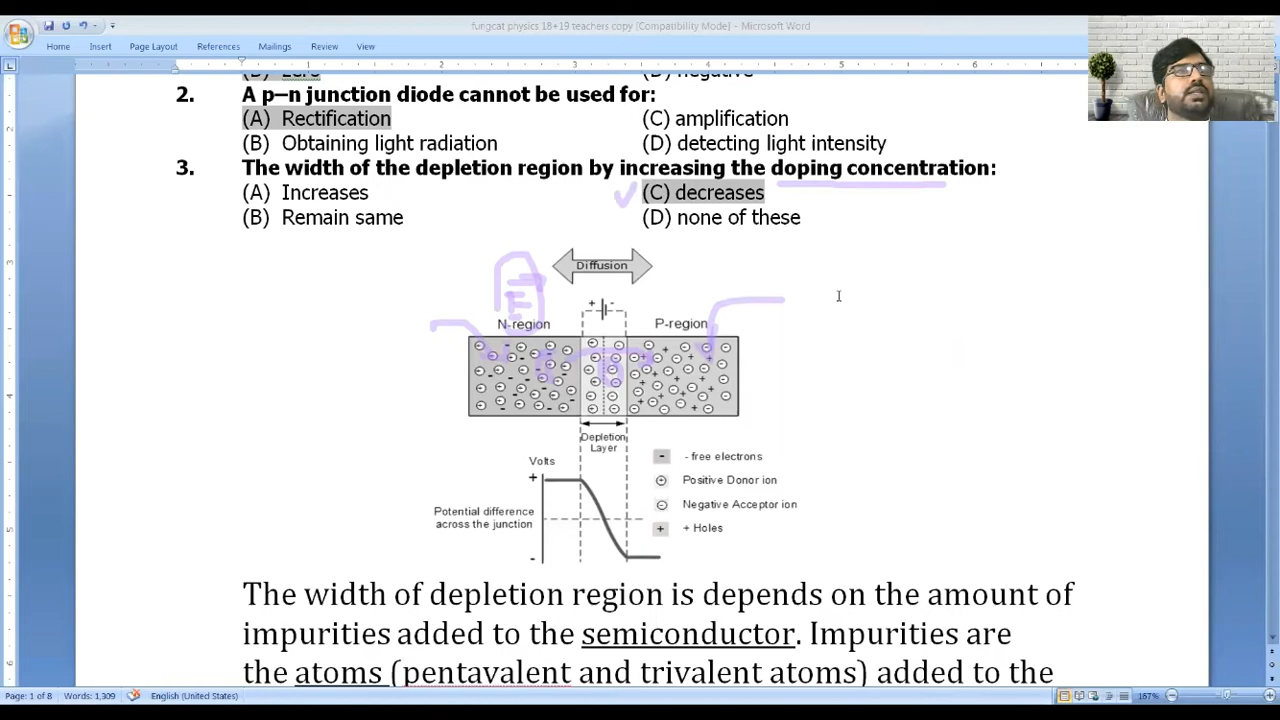 fungcat physics 18+19 teachers copy [Compatibility Mode] - Microsoft Word
Home Insert Page Layout References Mailings Review View
(B) zero (D) negative
2. A p–n junction diode cannot be used for:
(A) Rectification (C) amplification
(B) Obtaining light radiation (D) detecting light intensity
3. The width of the depletion region by increasing the doping concentration:
(A) Increases (C) decreases
(B) Remain same (D) none of these
Diffusion
+ -
N-region P-region
Depletion
Layer
Volts
+
Potential difference
across the junction
-
- - free electrons
Positive Donor ion
Negative Acceptor ion
+ + Holes
The width of depletion region is depends on the amount of
impurities added to the semiconductor. Impurities are
the atoms (pentavalent and trivalent atoms) added to the
Page: 1 of 8 Words: 1,309 English (United States) 167%